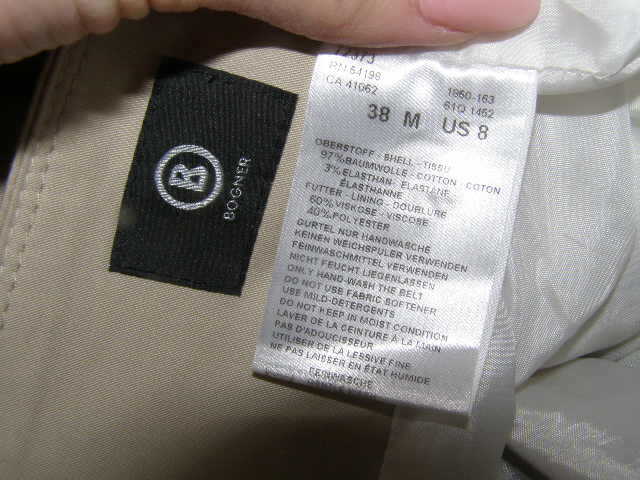 B
BOGNER
RN 64196
CA 41062
1950-163
61Q 1452
38 M US 8
OBERSTOFF - SHELL - TISSU
97% BAUMWOLLE - COTTON - COTON
3% ELASTHAN - ELASTANE
ÉLASTHANNE
FUTTER - LINING - DOUBLURE
60% VISKOSE - VISCOSE
40% POLYESTER
GÜRTEL NUR HANDWÄSCHE
KEINEN WEICHSPÜLER VERWENDEN
FEINWASCHMITTEL VERWENDEN
NICHT FEUCHT LIEGENLASSEN
ONLY HAND-WASH THE BELT
DO NOT USE FABRIC SOFTENER
USE MILD-DETERGENTS
DO NOT KEEP IN MOIST CONDITION
LAVER DE LA CEINTURE À LA MAIN
PAS D'ADOUCISSEUR
UTILISER DE LA LESSIVE FINE
NE PAS LAISSER EN ÉTAT HUMIDE
FEINWÄSCHE